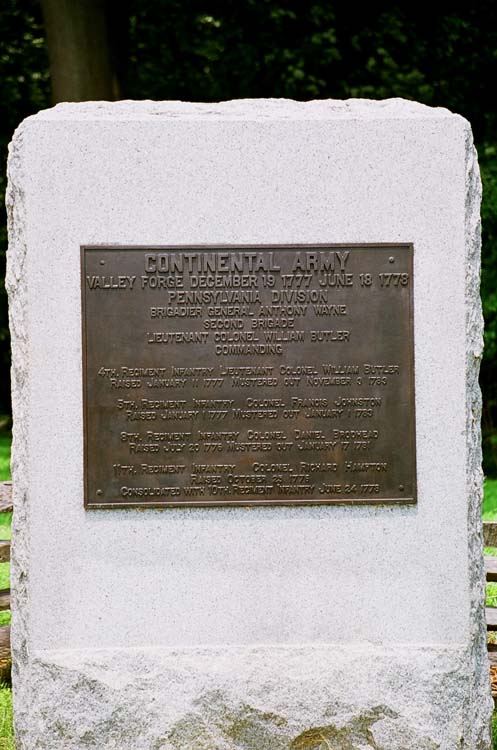 CONTINENTAL ARMY
VALLEY FORGE DECEMBER 19 1777 JUNE 18 1778
PENNSYLVANIA DIVISION
BRIGADIER GENERAL ANTHONY WAYNE
SECOND BRIGADE
LIEUTENANT COLONEL WILLIAM BUTLER
COMMANDING
4TH. REGIMENT INFANTRY LIEUTENANT COLONEL WILLIAM BUTLER
RAISED JANUARY 11 1777 MUSTERED OUT NOVEMBER 3 1783
5TH. REGIMENT INFANTRY COLONEL FRANCIS JOHNSTON
RAISED JANUARY 1 1777 MUSTERED OUT JANUARY 1 1783
8TH. REGIMENT INFANTRY COLONEL DANIEL BRORHEAD
RAISED JULY 20 1776 MUSTERED OUT JANUARY 17 1781
11TH. REGIMENT INFANTRY COLONEL RICHARD HAMPTON
RAISED OCTOBER 25 1776
CONSOLIDATED WITH 10TH. REGIMENT INFANTRY JUNE 24 1778